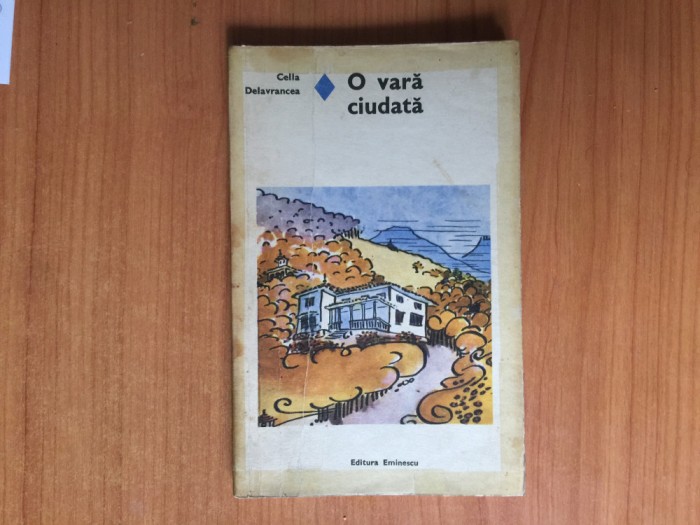 Cella
Delavrancea
O vară
ciudată
Editura Eminescu